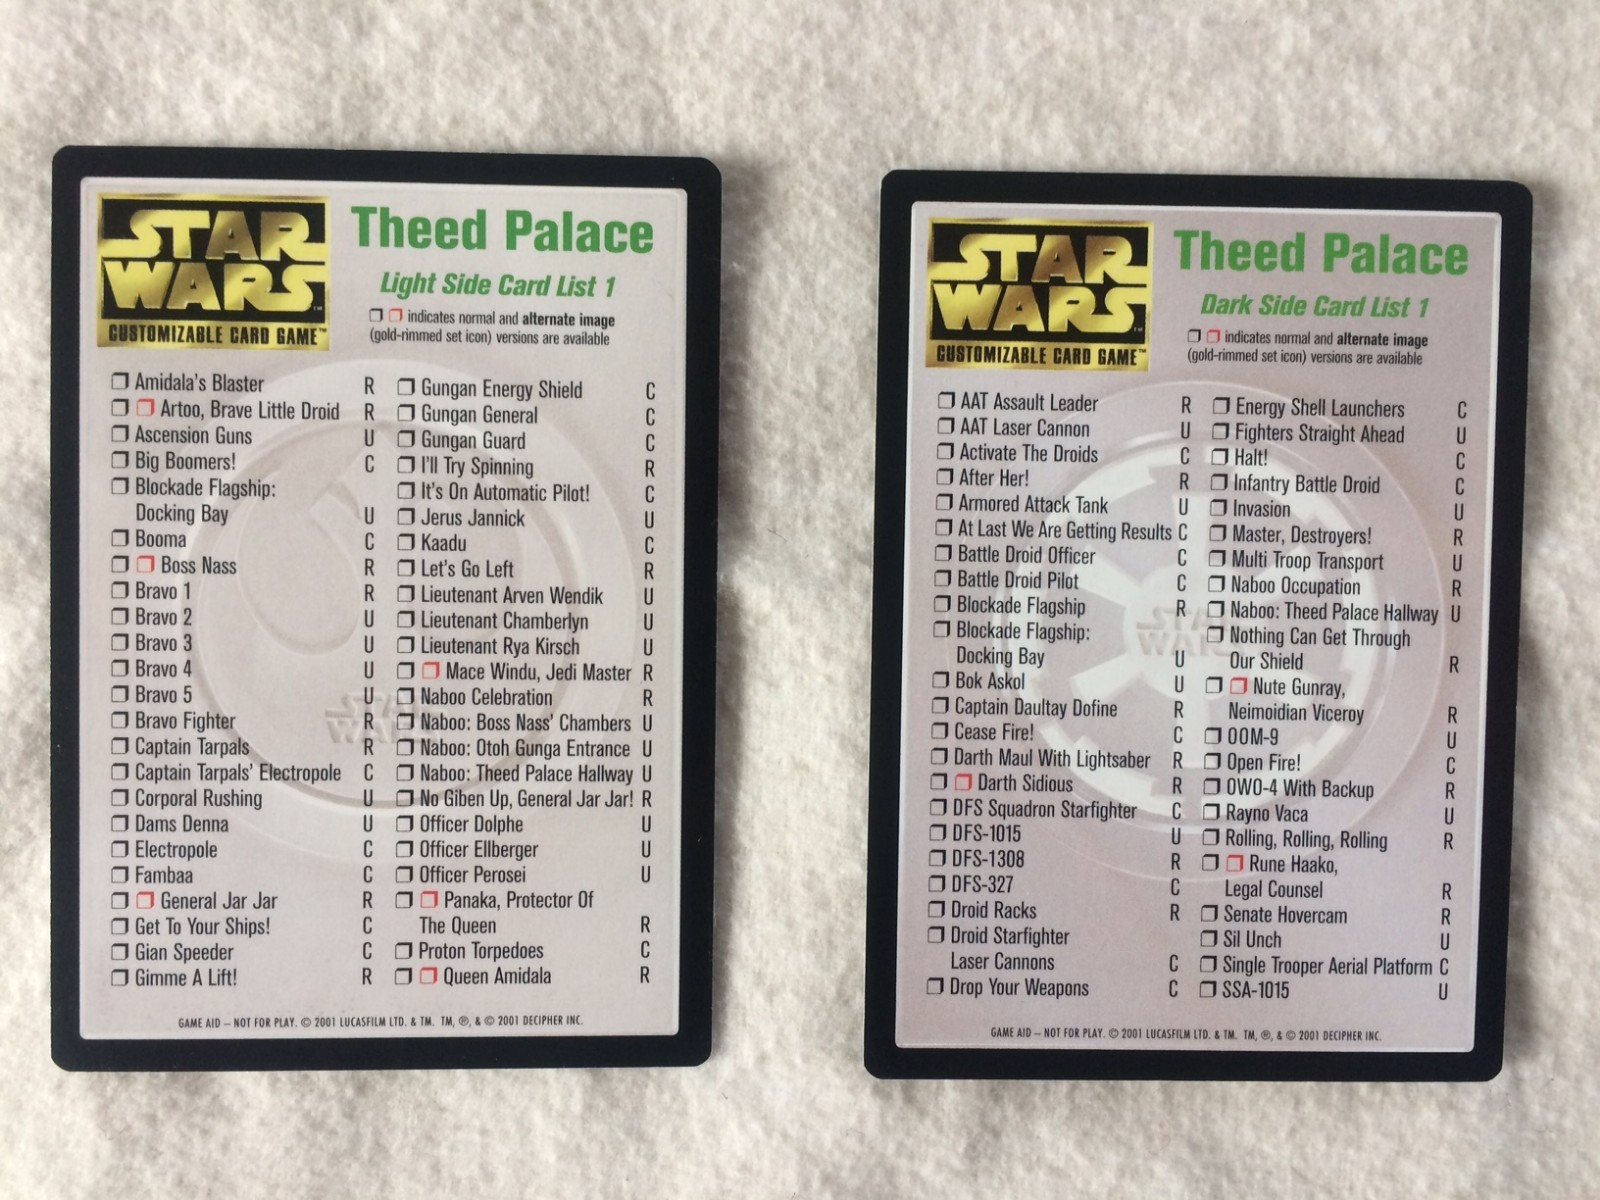 STAR
WARS
CUSTOMIZABLE CARD GAME™
Theed Palace
Light Side Card List 1
indicates normal and alternate image
(gold-rimmed set icon) versions are available
Amidala's Blaster R
Artoo, Brave Little Droid R
Ascension Guns U
Big Boomers! C
Blockade Flagship:
Docking Bay U
Booma C
Boss Nass R
Bravo 1 R
Bravo 2 U
Bravo 3 U
Bravo 4 U
Bravo 5 U
Bravo Fighter R
Captain Tarpals R
Captain Tarpals' Electropole C
Corporal Rushing U
Dams Denna U
Electropole C
Fambaa C
General Jar Jar R
Get To Your Ships! C
Gian Speeder C
Gimme A Lift! R
Gungan Energy Shield C
Gungan General C
Gungan Guard C
I'll Try Spinning R
It's On Automatic Pilot! C
Jerus Jannick U
Kaadu C
Let's Go Left R
Lieutenant Arven Wendik U
Lieutenant Chamberlyn U
Lieutenant Rya Kirsch U
Mace Windu, Jedi Master R
Naboo Celebration R
Naboo: Boss Nass' Chambers U
Naboo: Otoh Gunga Entrance U
Naboo: Theed Palace Hallway U
No Giben Up, General Jar Jar! R
Officer Dolphe U
Officer Ellberger U
Officer Perosei U
Panaka, Protector Of
The Queen R
Proton Torpedoes C
Queen Amidala R
STAR
WARS
GAME AID – NOT FOR PLAY. © 2001 LUCASFILM LTD. & TM. TM, ®, & © 2001 DECIPHER INC.
STAR
WARS
CUSTOMIZABLE CARD GAME™
Theed Palace
Dark Side Card List 1
indicates normal and alternate image
(gold-rimmed set icon) versions are available
AAT Assault Leader R
AAT Laser Cannon U
Activate The Droids C
After Her! R
Armored Attack Tank U
At Last We Are Getting Results C
Battle Droid Officer C
Battle Droid Pilot C
Blockade Flagship R
Blockade Flagship:
Docking Bay U
Bok Askol U
Captain Daultay Dofine R
Cease Fire! C
Darth Maul With Lightsaber R
Darth Sidious R
DFS Squadron Starfighter C
DFS-1015 U
DFS-1308 R
DFS-327 C
Droid Racks R
Droid Starfighter
Laser Cannons C
Drop Your Weapons C
Energy Shell Launchers C
Fighters Straight Ahead U
Halt! C
Infantry Battle Droid C
Invasion U
Master, Destroyers! R
Multi Troop Transport U
Naboo Occupation R
Naboo: Theed Palace Hallway U
Nothing Can Get Through
Our Shield R
Nute Gunray,
Neimoidian Viceroy R
OOM-9 U
Open Fire! C
OWO-4 With Backup R
Rayno Vaca U
Rolling, Rolling, Rolling R
Rune Haako,
Legal Counsel R
Senate Hovercam R
Sil Unch U
Single Trooper Aerial Platform C
SSA-1015 U
STAR
WARS
GAME AID – NOT FOR PLAY. © 2001 LUCASFILM LTD. & TM. TM, ®, & © 2001 DECIPHER INC.